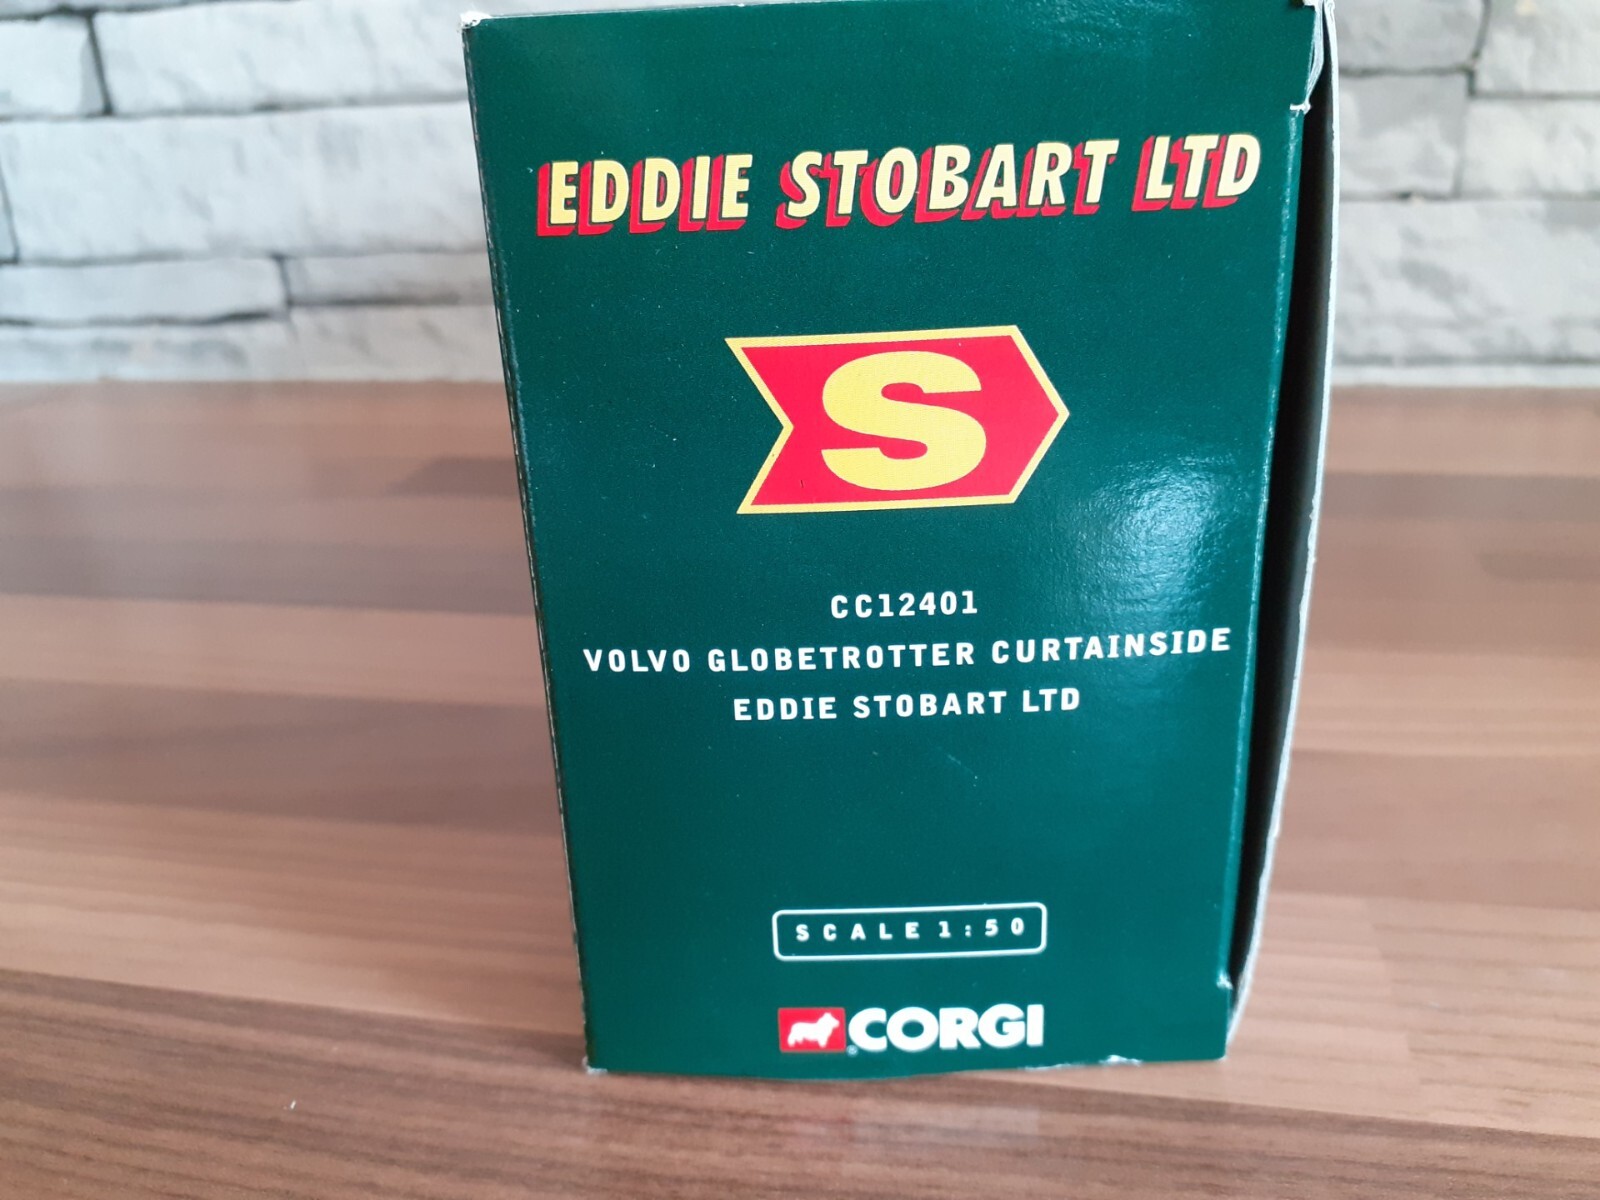 EDDIE STOBART LTD
S
CC12401
VOLVO GLOBETROTTER CURTAINSIDE
EDDIE STOBART LTD
SCALE 1:50
CORGI